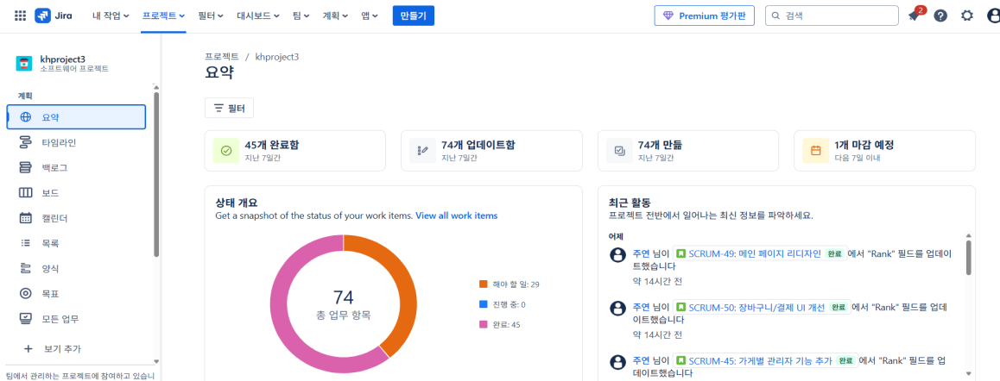 Jira
내 작업
프로젝트
필터
대시보드
팀
계획
앱
만들기
Premium 평가판
검색
2
khproject3
소프트웨어 프로젝트
계획
요약
타임라인
백로그
보드
캘린더
목록
양식
목표
모든 업무
보기 추가
팀에서 관리하는 프로젝트에 참여하고 있습니
프로젝트 / khproject3
요약
필터
45개 완료함
지난 7일간
74개 업데이트함
지난 7일간
74개 만듦
지난 7일간
1개 마감 예정
다음 7일 이내
상태 개요
Get a snapshot of the status of your work items. View all work items
74
총 업무 항목
해야 할 일: 29
진행 중: 0
완료: 45
최근 활동
프로젝트 전반에서 일어나는 최신 정보를 파악하세요.
어제
주연 님이 SCRUM-49: 메인 페이지 리디자인 완료 에서 "Rank" 필드를 업데이
트했습니다
약 14시간 전
주연 님이 SCRUM-50: 장바구니/결제 UI 개선 완료 에서 "Rank" 필드를 업데
이트했습니다
약 14시간 전
주연 님이 SCRUM-45: 가게별 관리자 기능 추가 완료 에서 "Rank" 필드를 업
데이트했습니다